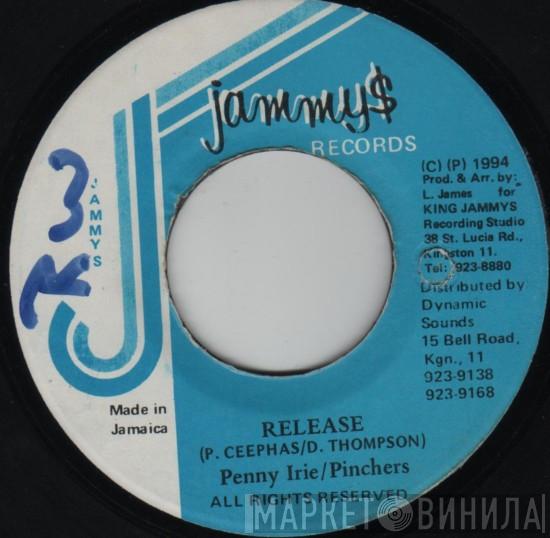 jammy$
RECORDS
JAMMYS
(C) (P) 1994
Prod. & Arr. by:
L. James for
KING JAMMYS
Recording Studio
38 St. Lucia Rd.,
Kingston 11.
Tel: 923-8880
Distributed by
Dynamic
Sounds
15 Bell Road,
Kgn., 11
923-9138
923-9168
Made in
Jamaica
RELEASE
(P. CEEPHAS/D. THOMPSON)
Penny Irie/Pinchers
ALL RIGHTS RESERVED
МАРКЕТ ВИНИЛА